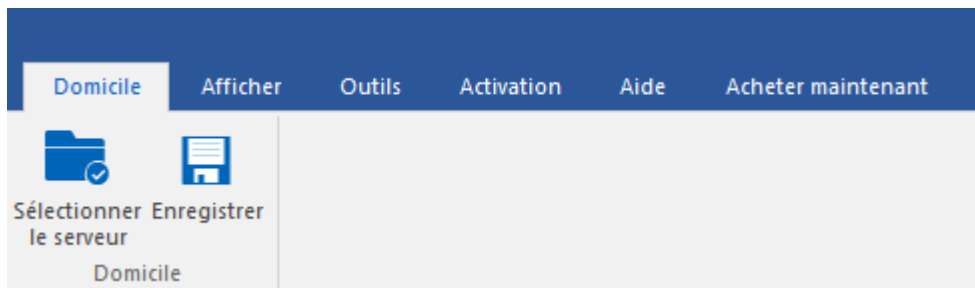 Domicile Afficher Outils Activation Aide Acheter maintenant
Sélectionner Enregistrer
le serveur
Domicile